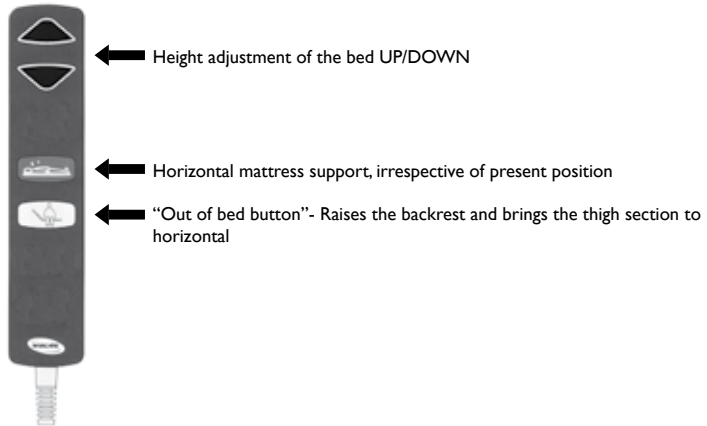 Height adjustment of the bed UP/DOWN
Horizontal mattress support, irrespective of present position
“Out of bed button”- Raises the backrest and brings the thigh section to
horizontal